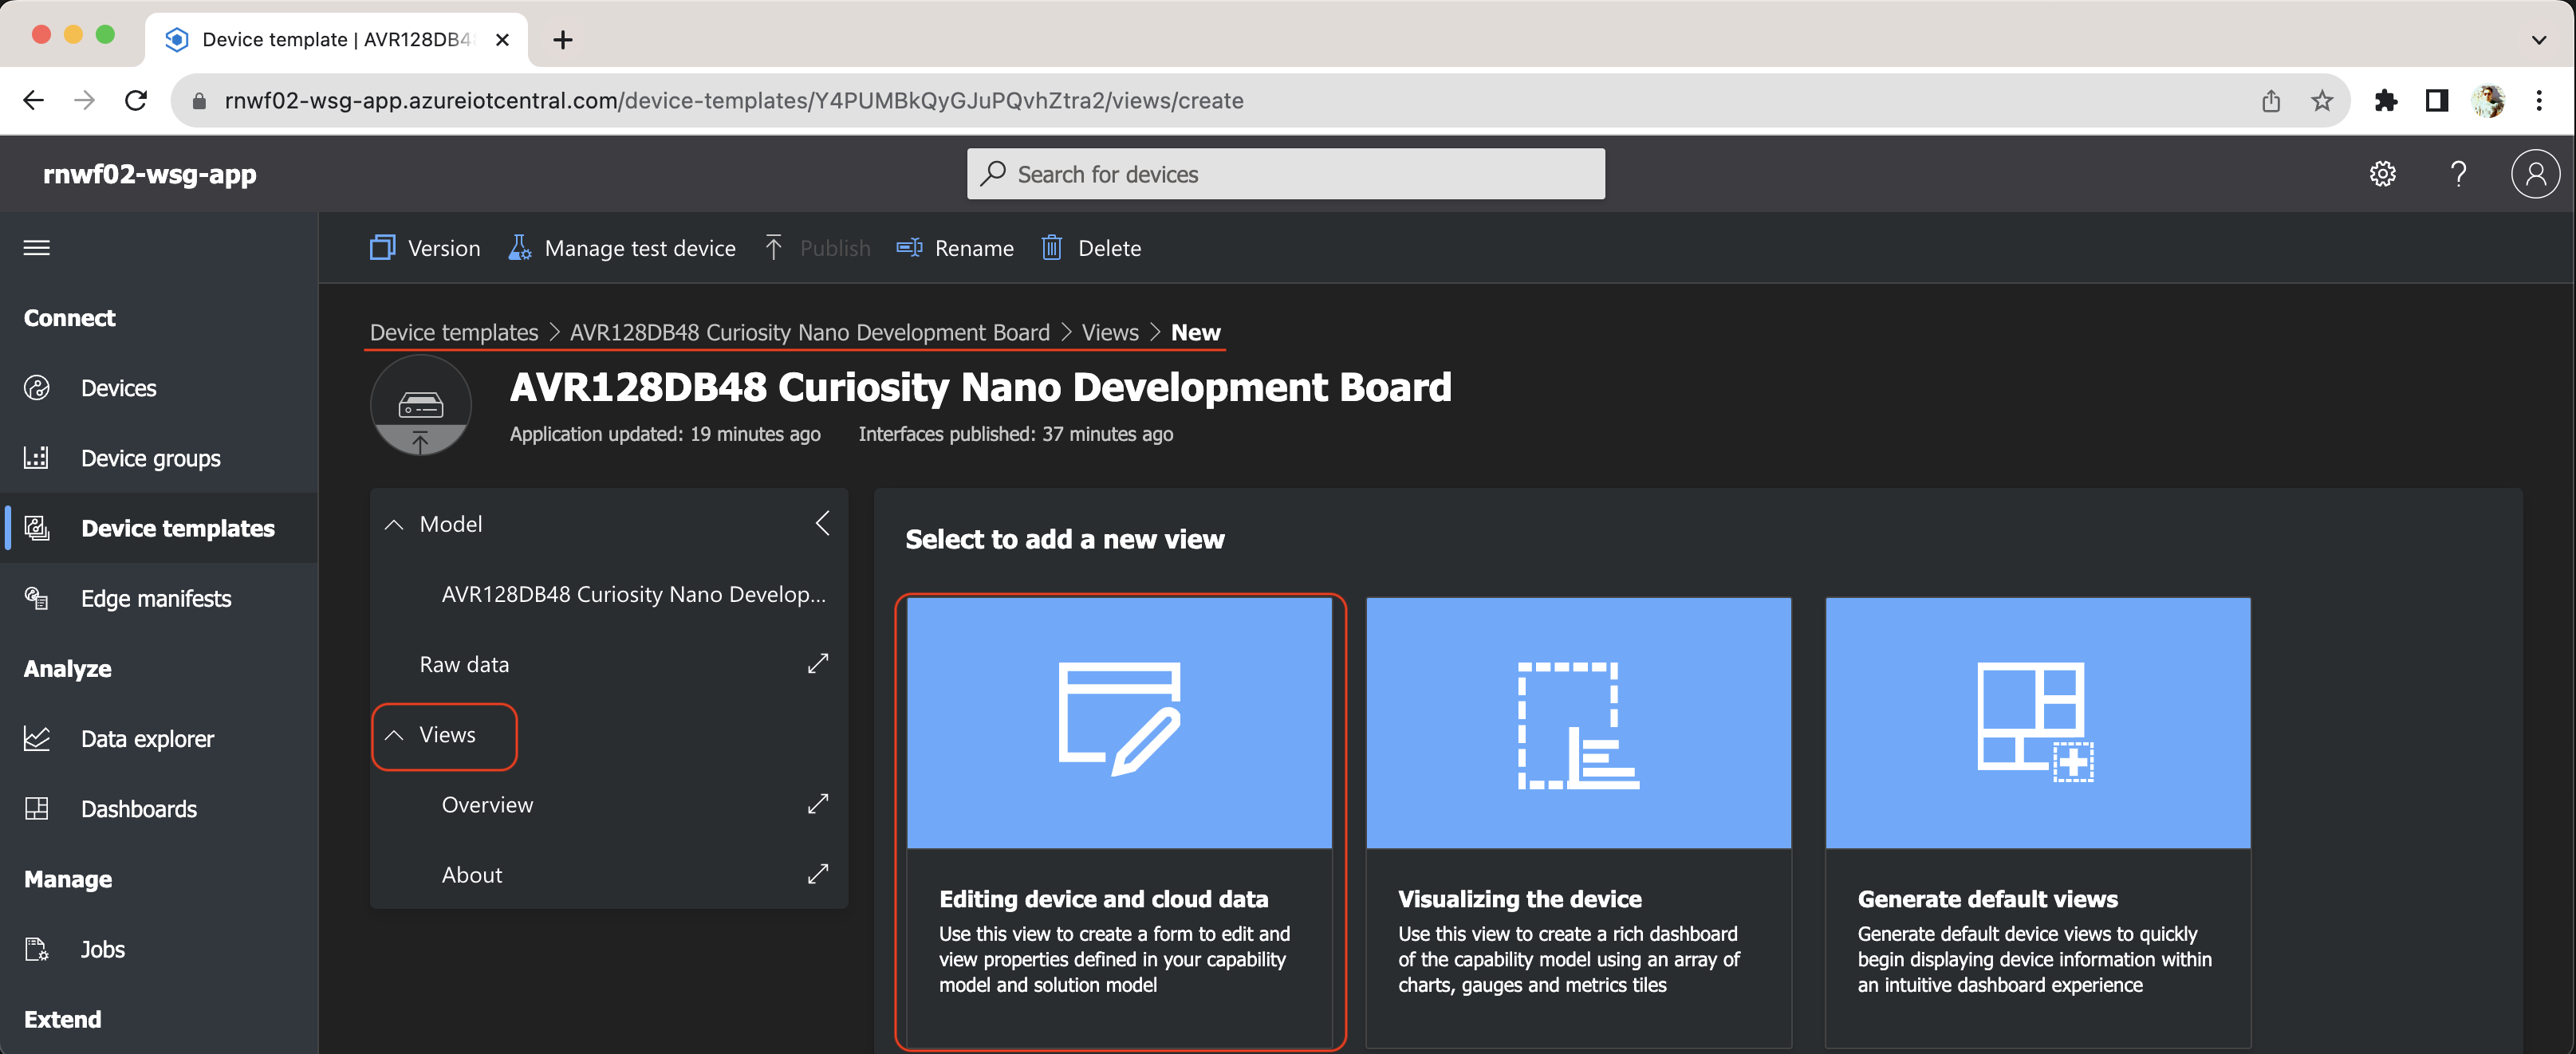 Device template | AVR128DB4
rnwf02-wsg-app.azureiotcentral.com/device-templates/Y4PUMBkQyGJuPQvhZtra2/views/create
rnwf02-wsg-app
Search for devices
?
Version
Manage test device
Publish
Rename
Delete
Connect
Devices
Device groups
Device templates
Edge manifests
Analyze
Data explorer
Dashboards
Manage
Jobs
Extend
Device templates > AVR128DB48 Curiosity Nano Development Board > Views > New
AVR128DB48 Curiosity Nano Development Board
Application updated: 19 minutes ago
Interfaces published: 37 minutes ago
Model
AVR128DB48 Curiosity Nano Develop...
Raw data
Views
Overview
About
Select to add a new view
Editing device and cloud data
Use this view to create a form to edit and
view properties defined in your capability
model and solution model
Visualizing the device
Use this view to create a rich dashboard
of the capability model using an array of
charts, gauges and metrics tiles
Generate default views
Generate default device views to quickly
begin displaying device information within
an intuitive dashboard experience